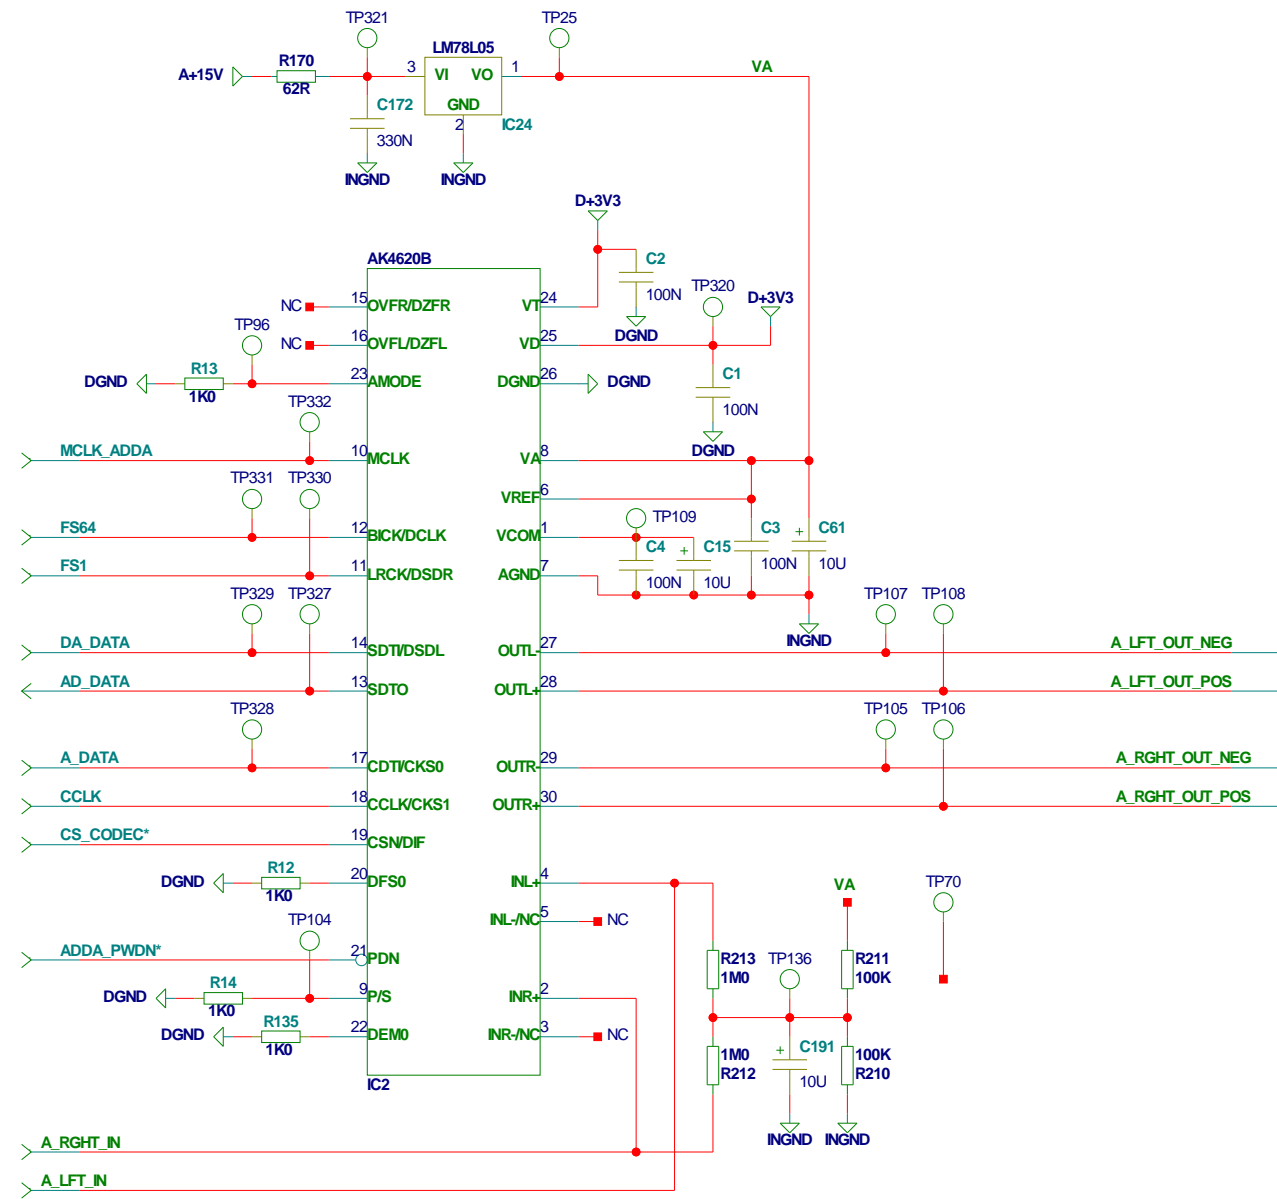 TP321
TP25
LM78L05
R170
A+15V
62R
3
VI
VO
1
VA
C172
330N
GND
2
IC24
INGND
INGND
D+3V3
AK4620B
C2
100N
DGND
TP320
D+3V3
NC
15
OVFR/DZFR
VT
24
TP96
NC
16
OVFL/DZFL
VD
25
R13
DGND
1K0
23
AMODE
DGND
26
DGND
C1
100N
DGND
TP332
MCLK_ADDA
10
MCLK
VA
8
TP331
TP330
VREF
6
TP109
FS64
12
BICK/DCLK
VCOM
1
C4
100N
+
C15
10U
C3
100N
+
C61
10U
FS1
11
LRCK/DSDR
AGND
7
INGND
TP329
TP327
TP107
TP108
DA_DATA
14
SDTI/DSDL
OUTL-
27
A_LFT_OUT_NEG
AD_DATA
13
SDTO
OUTL+
28
A_LFT_OUT_POS
TP328
TP105
TP106
A_DATA
17
CDTI/CKS0
OUTR-
29
A_RGHT_OUT_NEG
CCLK
18
CCLK/CKS1
OUTR+
30
A_RGHT_OUT_POS
CS_CODEC*
19
CSN/DIF
R12
DGND
1K0
20
DFS0
INL+
4
VA
TP70
TP104
INL-/NC
5
NC
ADDA_PWDN*
21
PDN
R213
1M0
TP136
R211
100K
R14
DGND
1K0
9
P/S
INR+
2
R135
DGND
1K0
22
DEM0
INR-/NC
3
NC
1M0
R212
+
C191
10U
100K
R210
IC2
INGND
INGND
A_RGHT_IN
A_LFT_IN